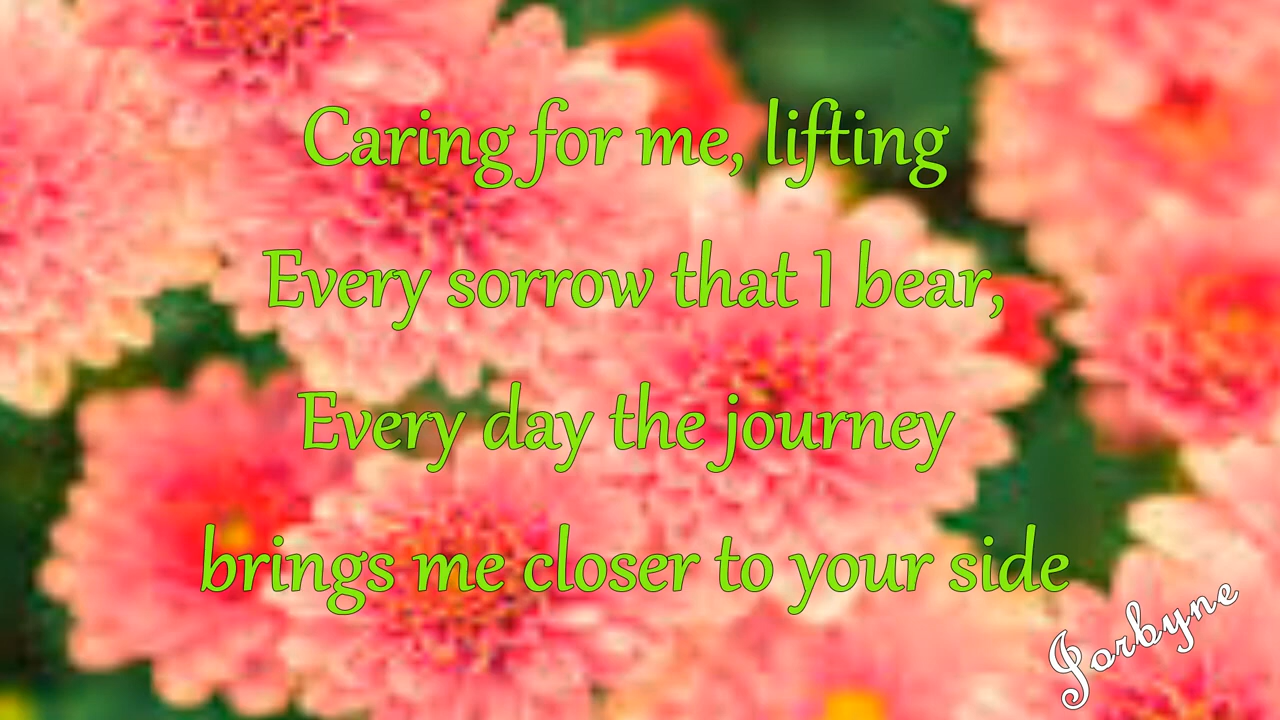 Caring for me, lifting
Every sorrow that I bear,
Every day the journey
brings me closer to your side
Jorbyne